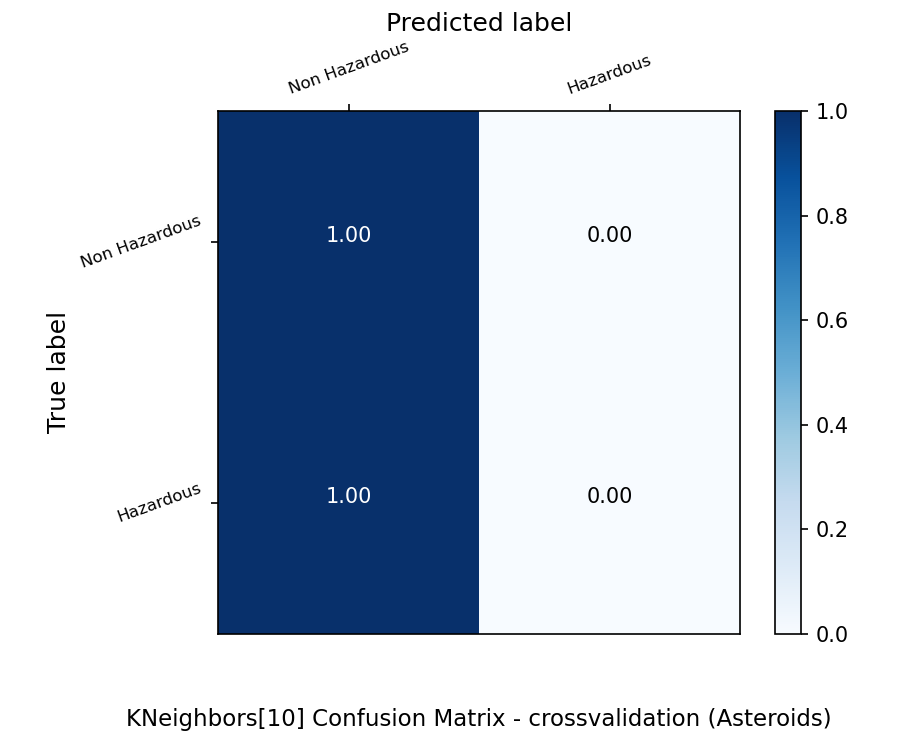 Predicted label
Non Hazardous
Hazardous
Non Hazardous
1.00
0.00
True label
Hazardous
1.00
0.00
1.0
0.8
0.6
0.4
0.2
0.0
KNeighbors[10] Confusion Matrix - crossvalidation (Asteroids)